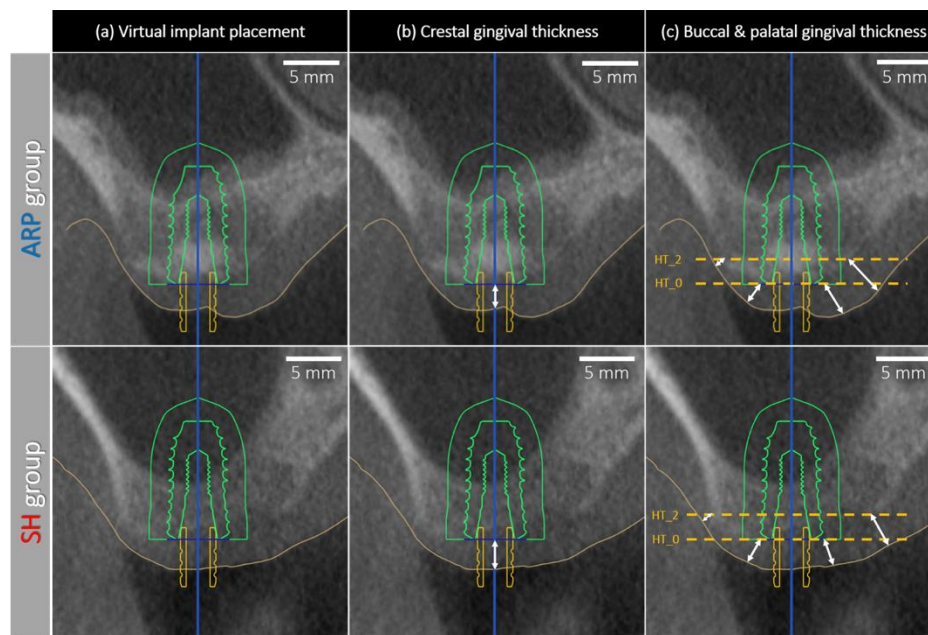 (a) Virtual implant placement
(b) Crestal gingival thickness
(c) Buccal & palatal gingival thickness
ARP group
5 mm
5 mm
5 mm
HT_2
HT_0
SH group
5 mm
5 mm
5 mm
HT_2
HT_0